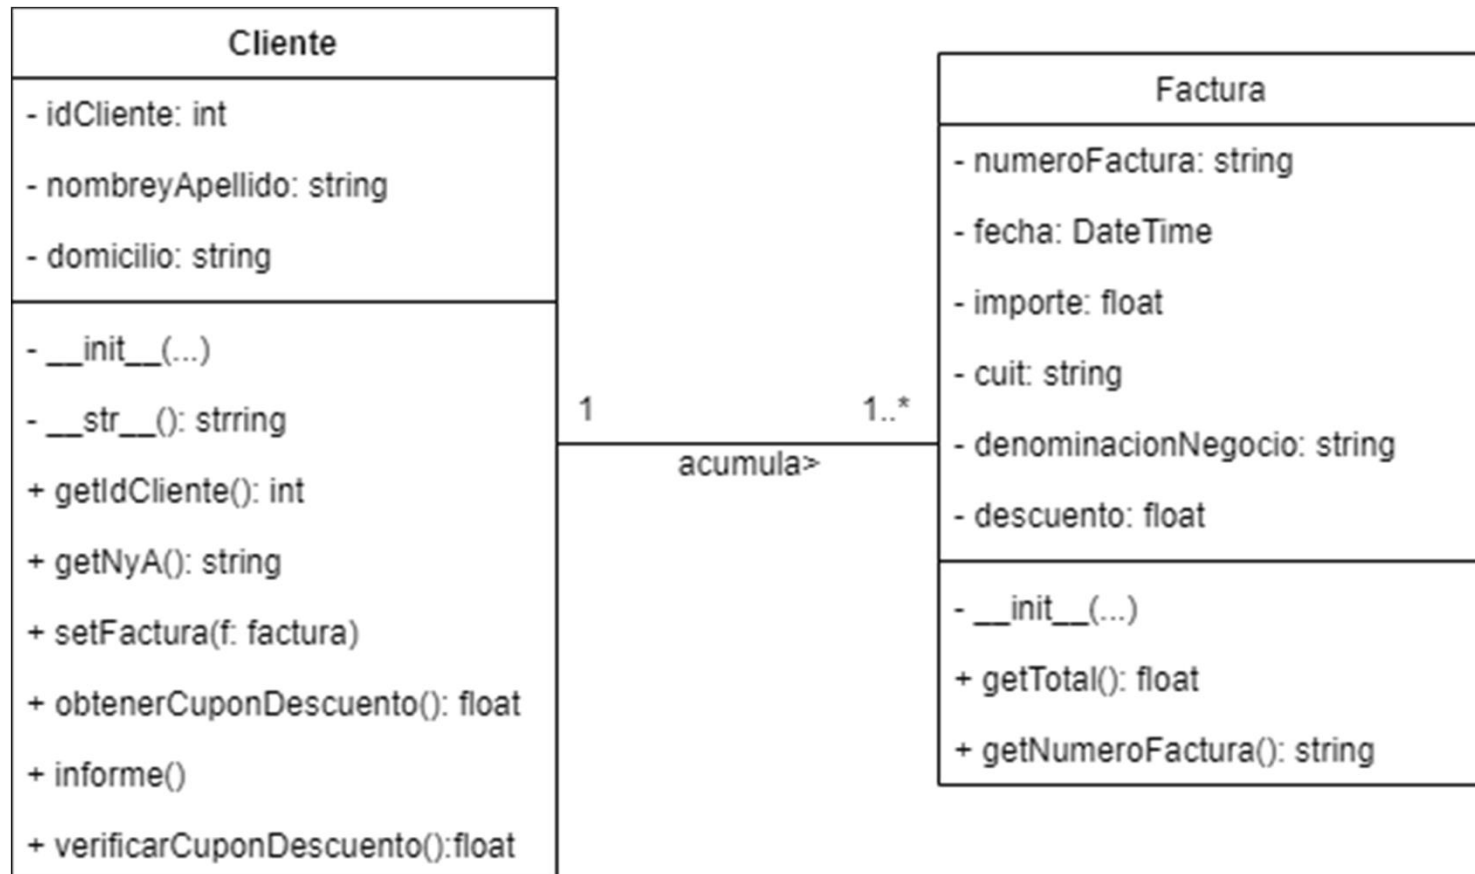 Cliente
- idCliente: int
- nombreyApellido: string
- domicilio: string
- __init__(...)
- __str__(): strring
+ getIdCliente(): int
+ getNyA(): string
+ setFactura(f: factura)
+ obtenerCuponDescuento(): float
+ informe()
+ verificarCuponDescuento():float
1
1..*
acumula>
Factura
- numeroFactura: string
- fecha: DateTime
- importe: float
- cuit: string
- denominacionNegocio: string
- descuento: float
- __init__(...)
+ getTotal(): float
+ getNumeroFactura(): string